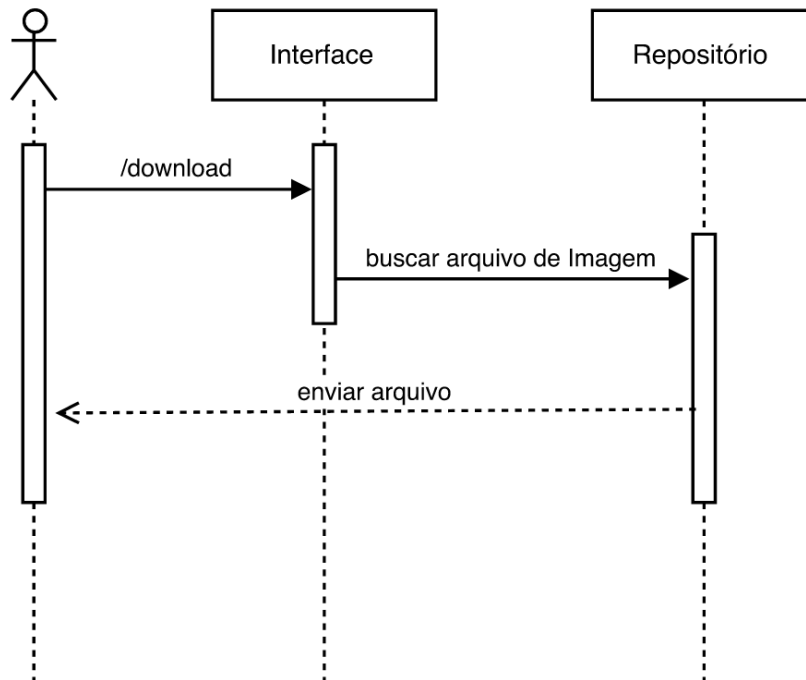 Interface
Repositório
/download
buscar arquivo de Imagem
enviar arquivo